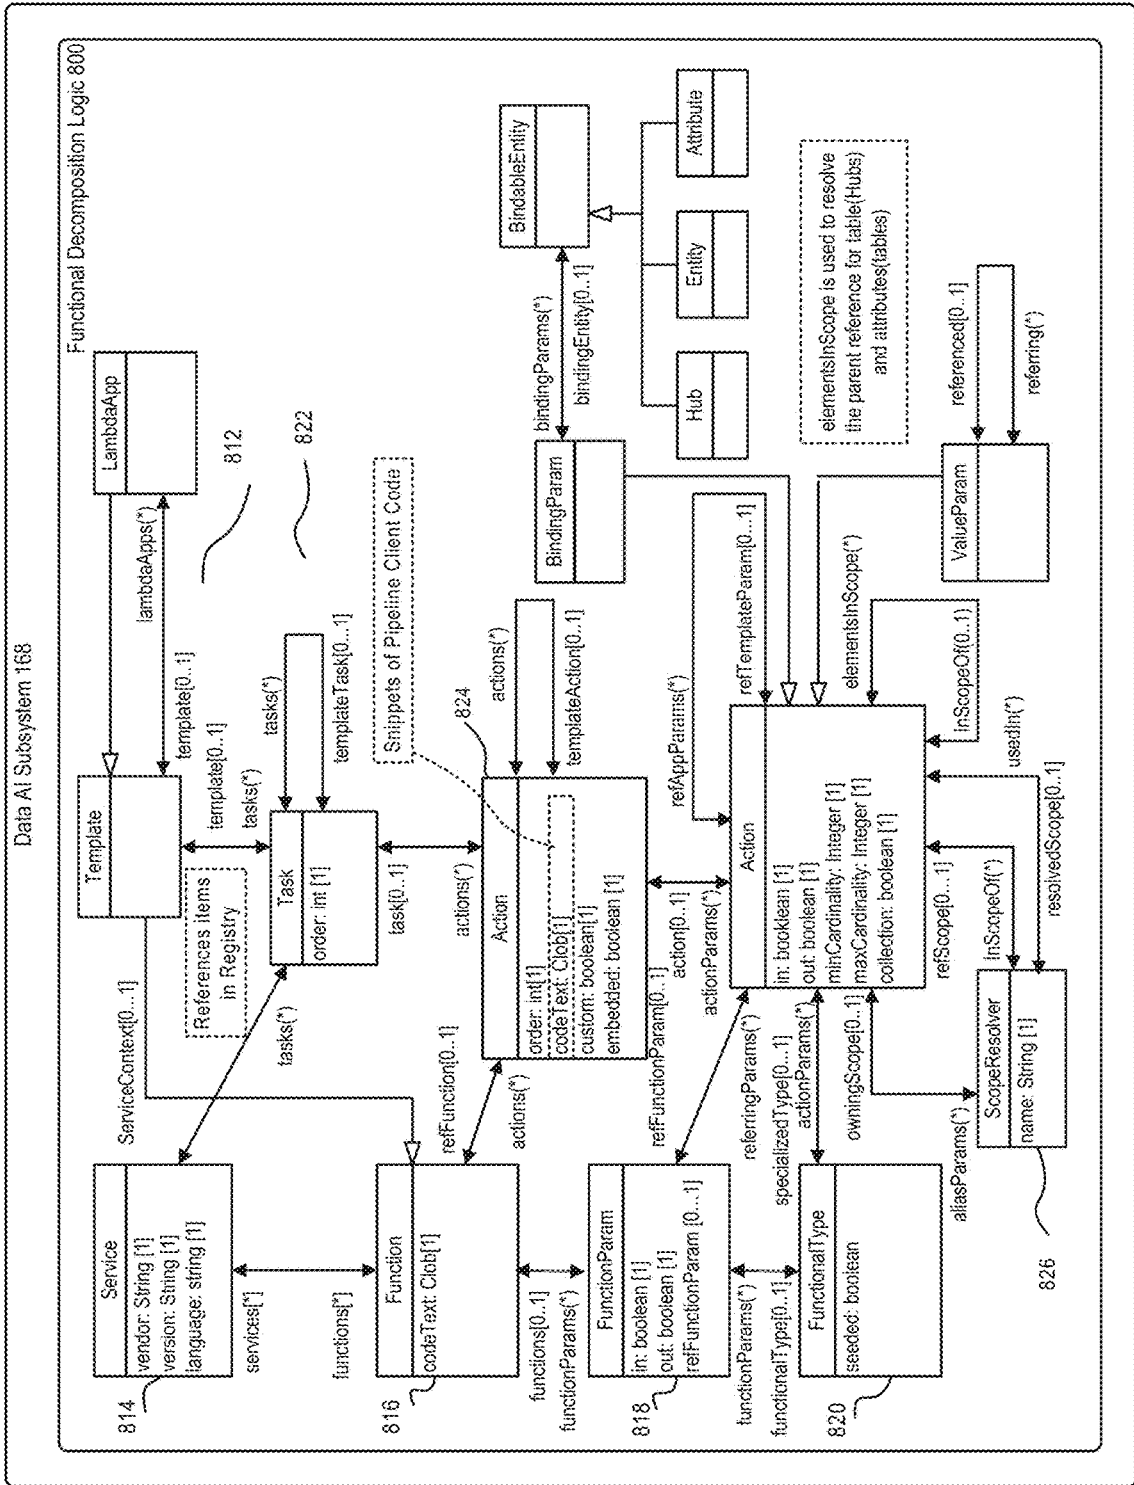 Data AI Subsystem 168
Functional Decomposition Logic 800
Service
vendor: String [1]
version: String [1]
language: string [1]
814
services[*]
functions[*]
ServiceContext[0..1]
Template
LambdaApp
lambdaApps(*)
template[0..1]
template[0..1]
tasks(*)
812
822
References items
in Registry
tasks(*)
Task
order: int [1]
tasks(*)
templateTask[0...1]
task[0..1]
actions(*)
Snippets of Pipeline Client Code
Function
codeText: Clob[1]
816
refFunction[0..1]
actions(*)
824
Action
order: int[1]
codeText: Clob[1]
custom: boolean[1]
embedded: boolean [1]
actions(*)
templateAction[0..1]
BindingParam
bindingParams(*)
bindingEntity[0..1]
BindableEntity
Hub
Entity
Attribute
functions[0..1]
functionParams(*)
FunctionParam
in: boolean [1]
out: boolean [1]
refFunctionParam [0...1]
818
refFunctionParam[0..1]
action[0..1]
actionParams(*)
refAppParams(*)
refTemplateParam[0...1]
referringParams(*)
specializedType[0...1]
actionParams(*)
owningScope[0..1]
Action
in: booklean [1]
out: boolean [1]
minCardinality: Integer [1]
maxCardinality: Integer [1]
collection: boolean [1]
elementsInScope(*)
InScopeOf(0..1)
elementsInScope is used to resolve
the parent reference for table(Hubs)
and attributes(tables)
functionParams(*)
functionalType[0..1]
FunctionalType
seeded: boolean
820
aliasParams(*)
refScope[0...1]
InScopeOf(*)
usedIn(*)
resolvedScope[0..1]
ScopeResolver
name: String [1]
826
ValueParam
referenced[0..1]
referring(*)